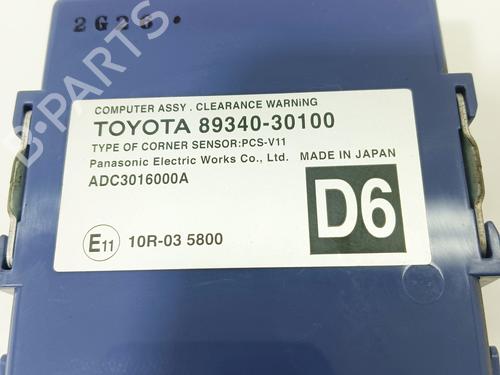 2G26.
B-PARTS
COMPUTER ASSY . CLEARANCE WARNING
TOYOTA 89340-30100
TYPE OF CORNER SENSOR:PCS-V11
Panasonic Electric Works Co., Ltd. MADE IN JAPAN
ADC3016000A
D6
E11 10R-03 5800